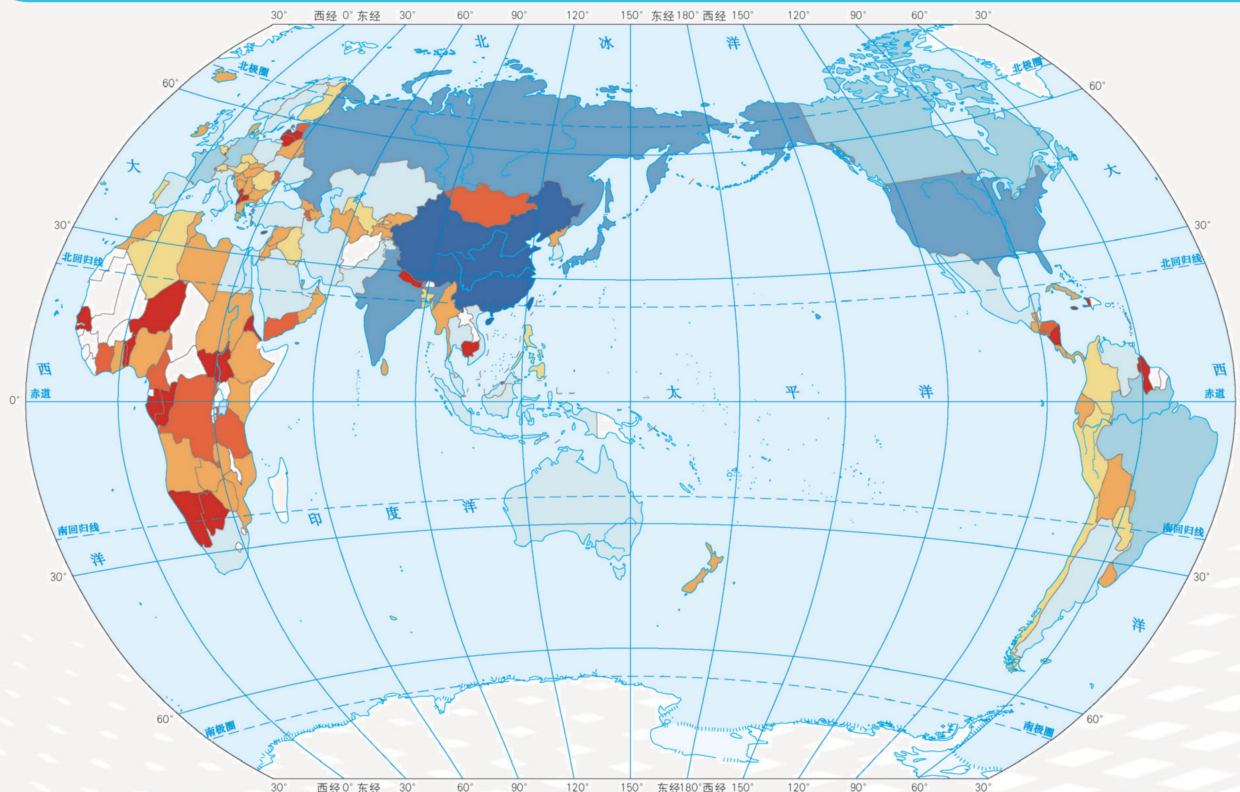 30° 西经 0° 东经 30° 60° 90° 120° 150° 东经 180° 西经 150° 120° 90° 60° 30°
北 冰 洋
北极圈 北极圈
60° 60°
大 大
30° 30°
北回归线 北回归线
西 西
0° 赤道 太 平 洋 赤道 0°
印 度 洋
南回归线 南回归线
洋 洋
30° 30°
60° 60°
南极圈 南极圈
30° 西经 0° 东经 30° 60° 90° 120° 150° 东经180° 西经 150° 120° 90° 60° 30°